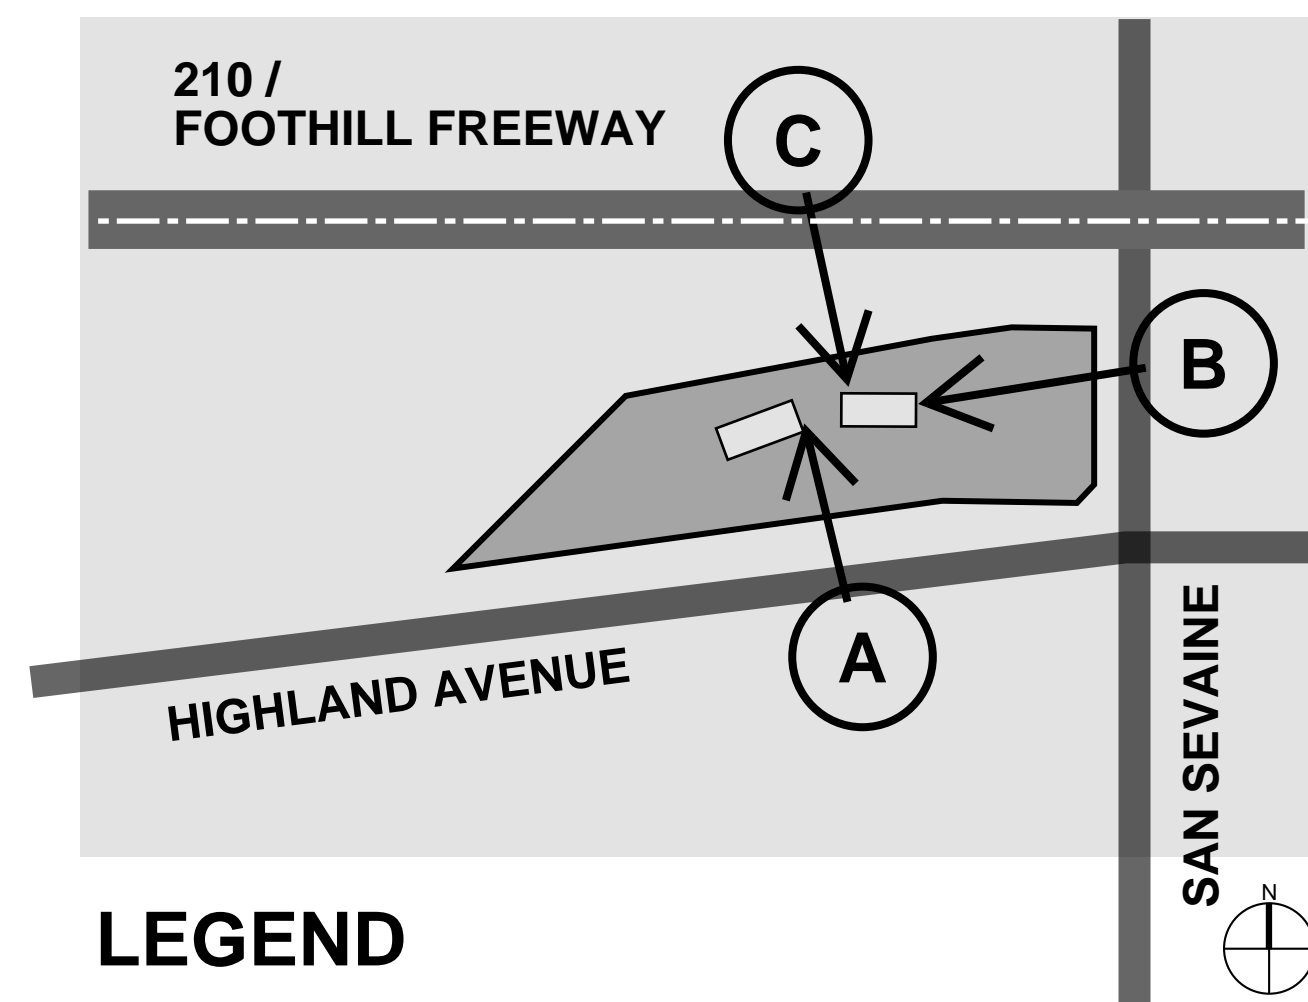 210 /
FOOTHILL FREEWAY
C
B
A
HIGHLAND AVENUE
SAN SEVAINE
N
LEGEND